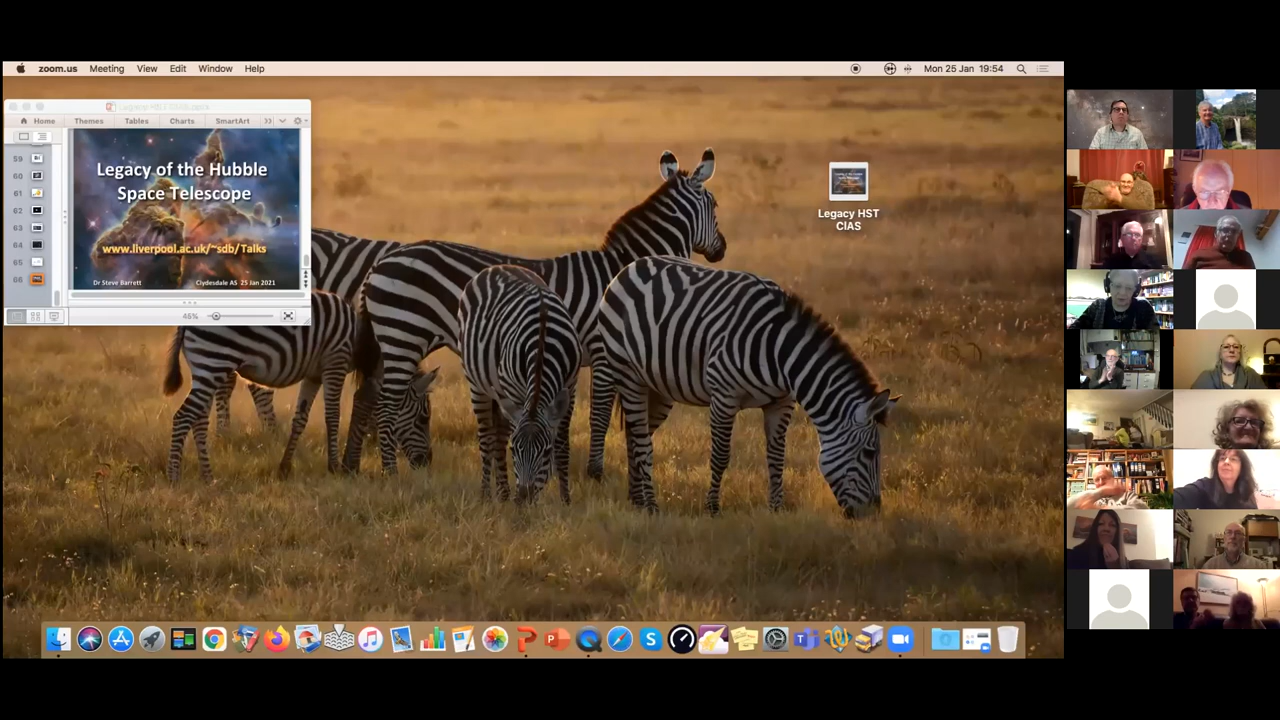 zoom.us Meeting View Edit Window Help
Mon 25 Jan 19:54
Home Themes Tables Charts SmartArt
59
60
61
62
63
64
65
66
Legacy of the Hubble
Space Telescope
www.liverpool.ac.uk/~sdb/Talks
Dr Steve Barrett Clydesdale AS 25 Jan 2021
45%
Legacy HST
CIAS